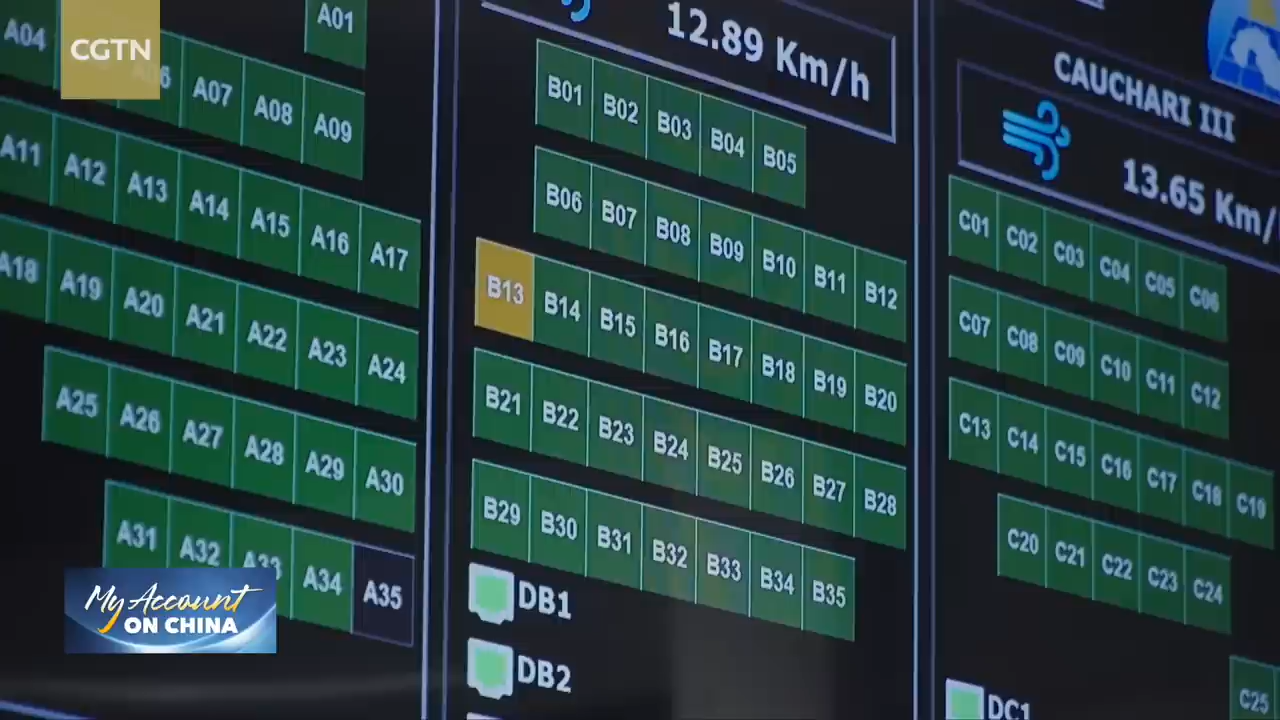 CGTN
A01
A04
A07 A08 A09
A11 A12 A13 A14 A15 A16 A17
A18 A19 A20 A21 A22 A23 A24
A25 A26 A27 A28 A29 A30
A31 A32 A33 A34 A35
12.89 Km/h
B01 B02 B03 B04 B05
B06 B07 B08 B09 B10 B11 B12
B13 B14 B15 B16 B17 B18 B19 B20
B21 B22 B23 B24 B25 B26 B27 B28
B29 B30 B31 B32 B33 B34 B35
DB1
DB2
CAUCHARI III
13.65 Km/
C01 C02 C03 C04 C05 C06
C07 C08 C09 C10 C11 C12
C13 C14 C15 C16 C17 C18 C19
C20 C21 C22 C23 C24
C25
DC1
My Account
ON CHINA